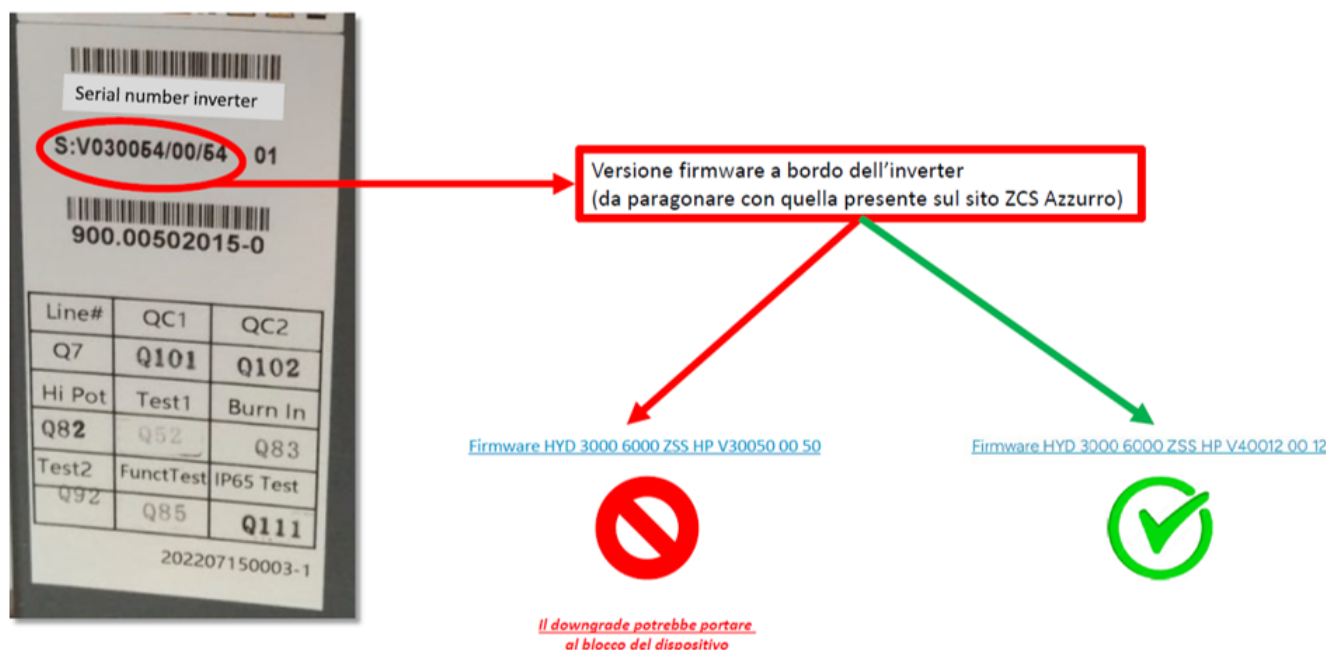 Serial number inverter
S:V030054/00/54 01
900.00502015-0
Line# QC1 QC2
Q7 Q101 Q102
Hi Pot Test1 Burn In
Q82 Q52 Q83
Test2 FunctTest IP65 Test
Q92 Q85 Q111
202207150003-1
Versione firmware a bordo dell'inverter
(da paragonare con quella presente sul sito ZCS Azzurro)
Firmware HYD 3000 6000 ZSS HP V30050 00 50
Firmware HYD 3000 6000 ZSS HP V40012 00 12
Il downgrade potrebbe portare
al blocco del dispositivo